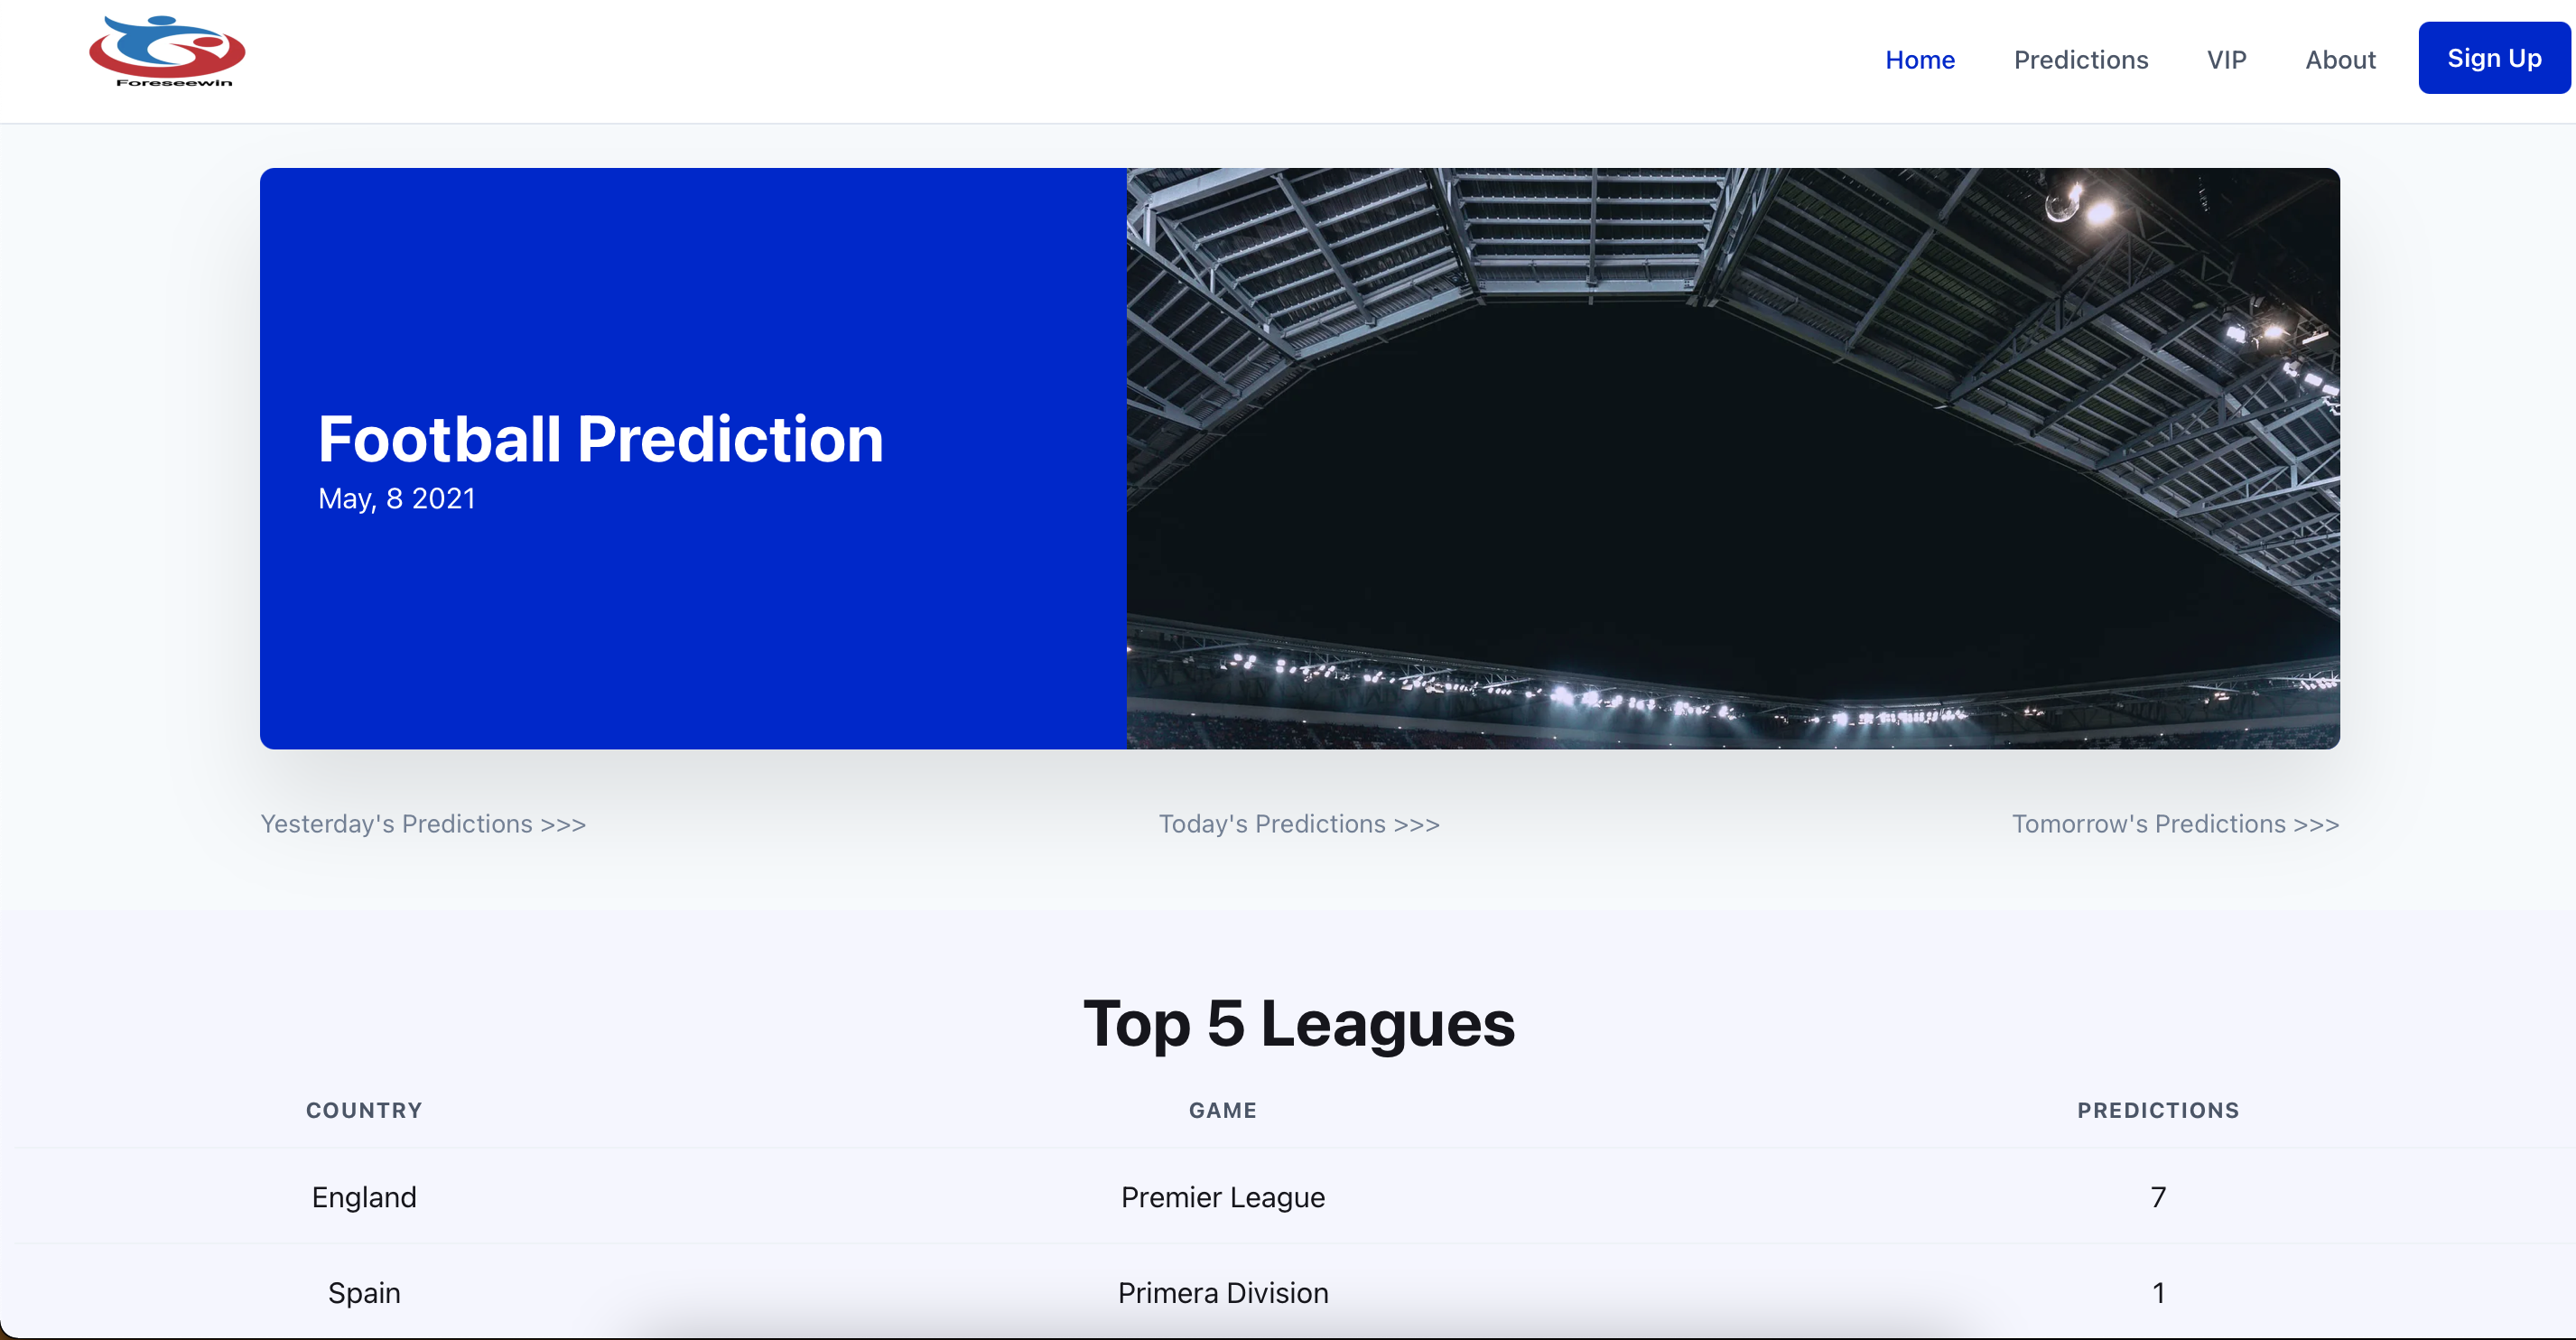 Foreseewin
Home Predictions VIP About Sign Up
Football Prediction
May, 8 2021
Yesterday's Predictions >>> Today's Predictions >>> Tomorrow's Predictions >>>
Top 5 Leagues
COUNTRY GAME PREDICTIONS
England Premier League 7
Spain Primera Division 1